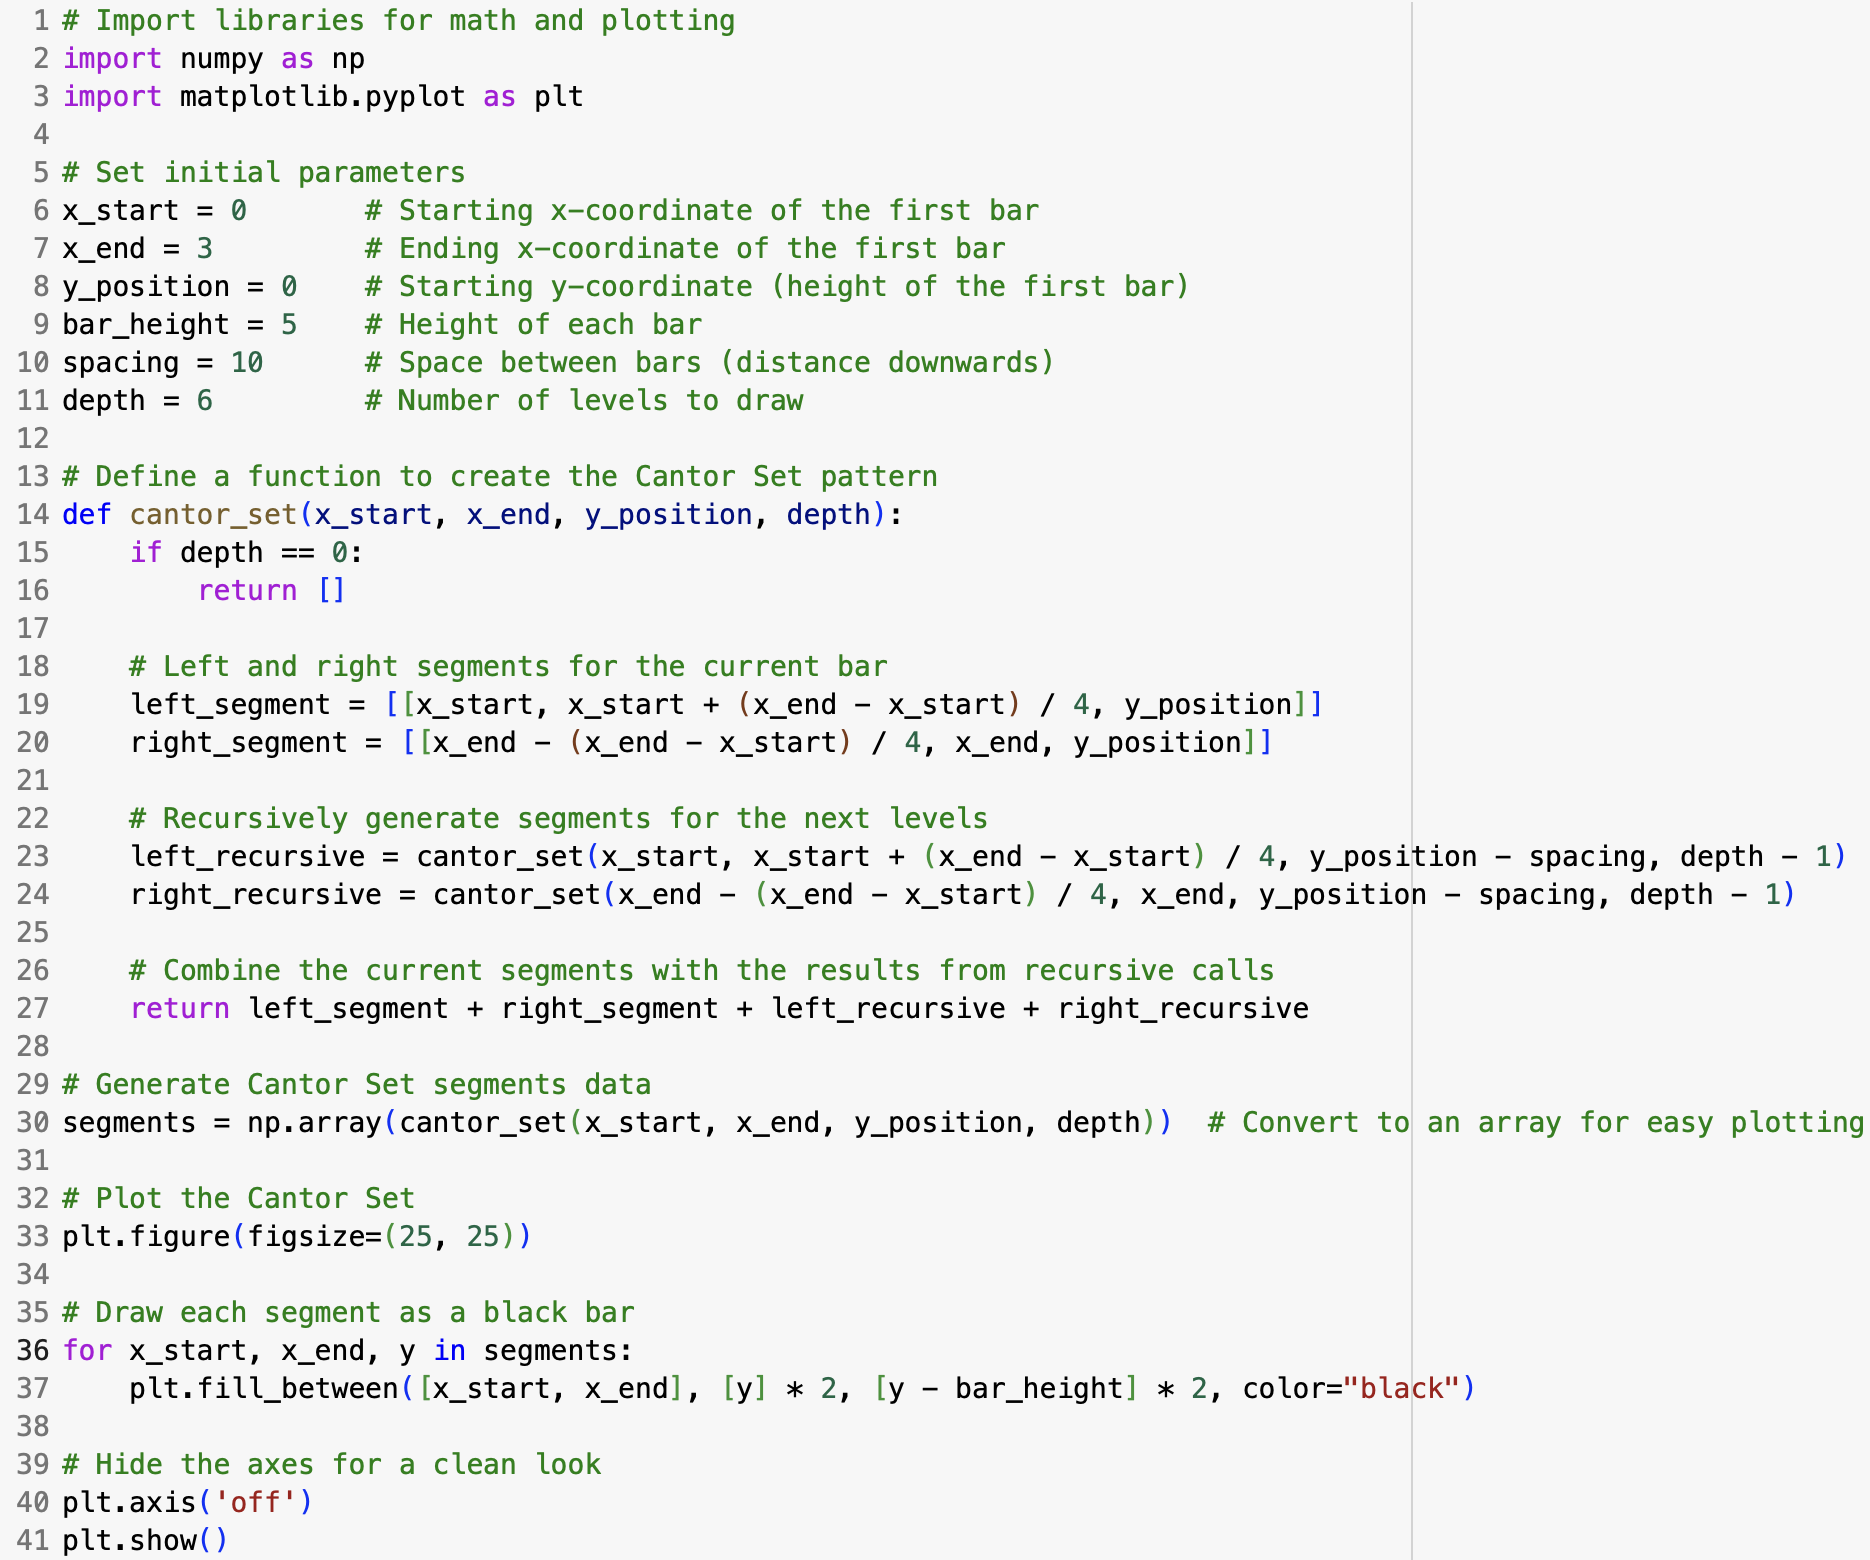 1 # Import libraries for math and plotting
2 import numpy as np
3 import matplotlib.pyplot as plt
4
5 # Set initial parameters
6 x_start = 0       # Starting x-coordinate of the first bar
7 x_end = 3         # Ending x-coordinate of the first bar
8 y_position = 0    # Starting y-coordinate (height of the first bar)
9 bar_height = 5    # Height of each bar
10 spacing = 10      # Space between bars (distance downwards)
11 depth = 6         # Number of levels to draw
12
13 # Define a function to create the Cantor Set pattern
14 def cantor_set(x_start, x_end, y_position, depth):
15     if depth == 0:
16         return []
17
18     # Left and right segments for the current bar
19     left_segment = [[x_start, x_start + (x_end - x_start) / 4, y_position]]
20     right_segment = [[x_end - (x_end - x_start) / 4, x_end, y_position]]
21
22     # Recursively generate segments for the next levels
23     left_recursive = cantor_set(x_start, x_start + (x_end - x_start) / 4, y_position - spacing, depth - 1)
24     right_recursive = cantor_set(x_end - (x_end - x_start) / 4, x_end, y_position - spacing, depth - 1)
25
26     # Combine the current segments with the results from recursive calls
27     return left_segment + right_segment + left_recursive + right_recursive
28
29 # Generate Cantor Set segments data
30 segments = np.array(cantor_set(x_start, x_end, y_position, depth))  # Convert to an array for easy plotting
31
32 # Plot the Cantor Set
33 plt.figure(figsize=(25, 25))
34
35 # Draw each segment as a black bar
36 for x_start, x_end, y in segments:
37     plt.fill_between([x_start, x_end], [y] * 2, [y - bar_height] * 2, color="black")
38
39 # Hide the axes for a clean look
40 plt.axis('off')
41 plt.show()